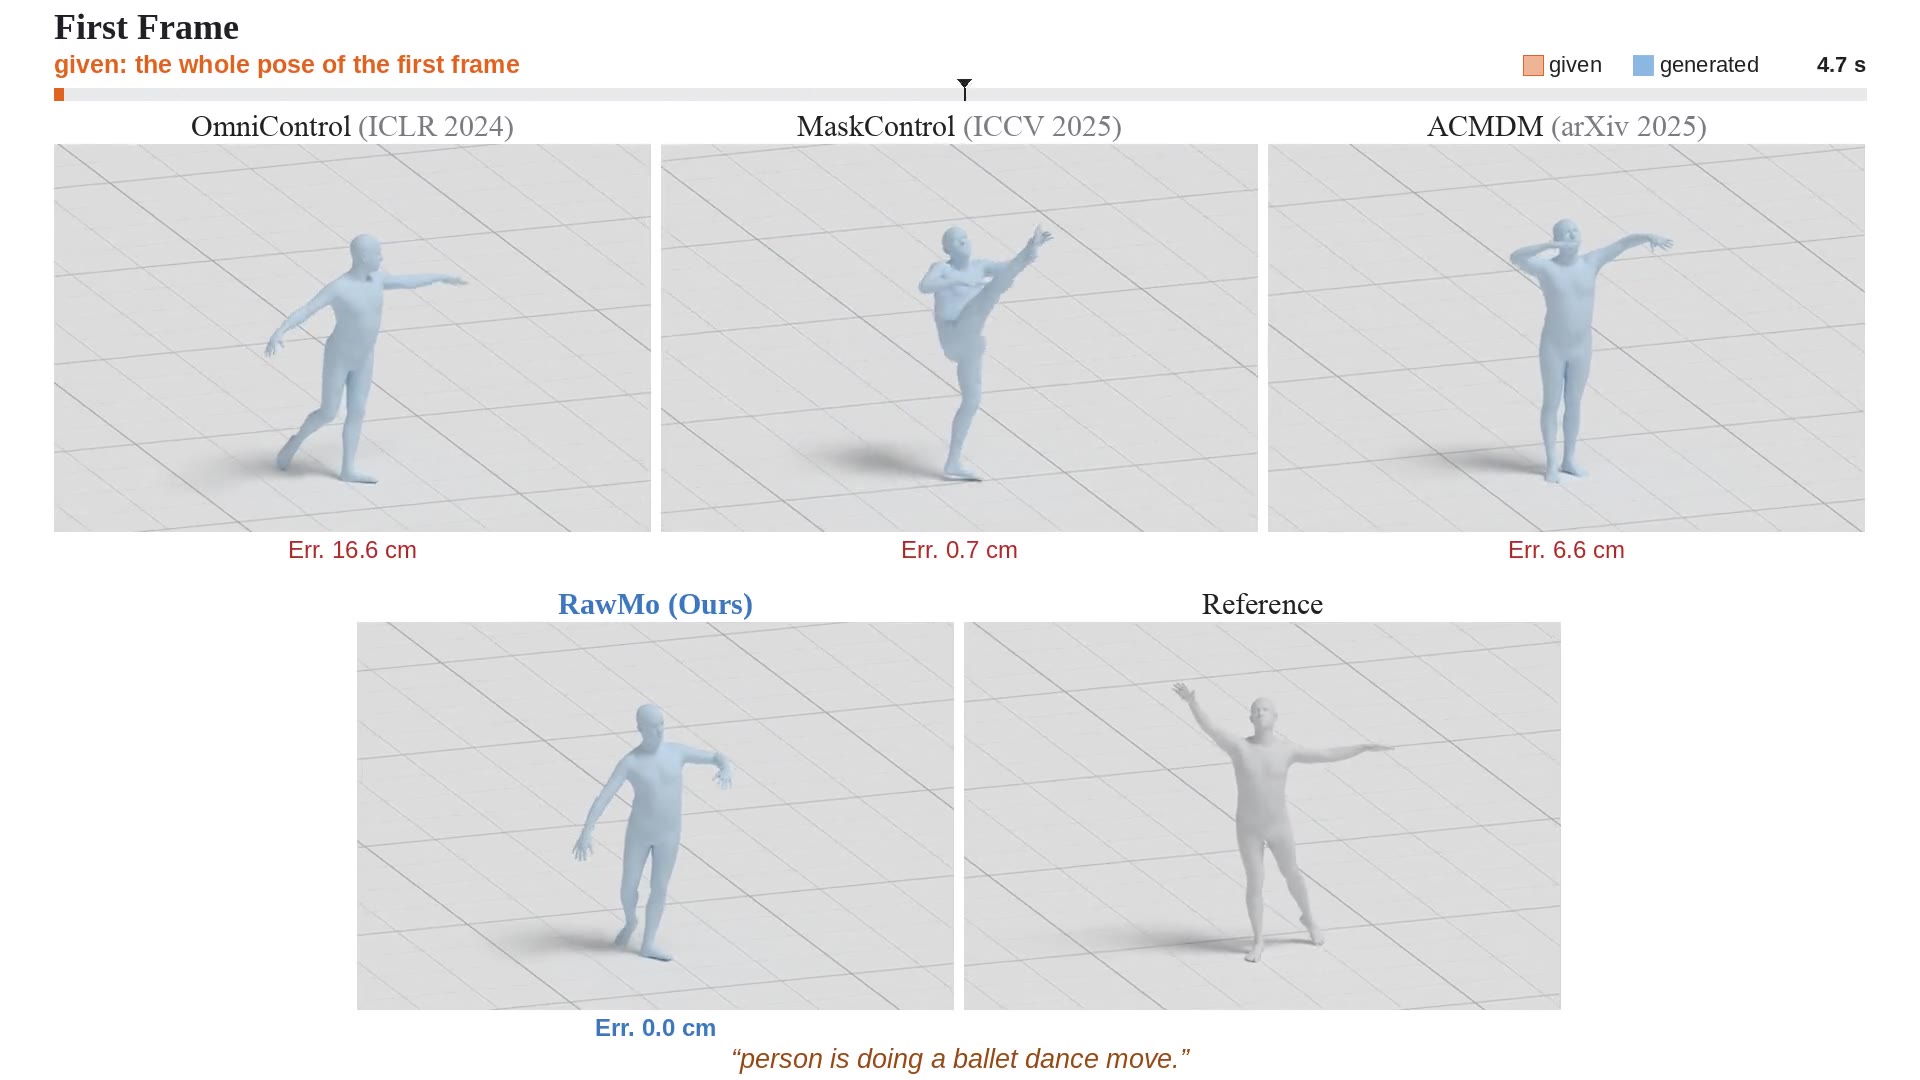 First Frame
given: the whole pose of the first frame
given generated 4.7 s
OmniControl (ICLR 2024)
MaskControl (ICCV 2025)
ACMDM (arXiv 2025)
Err. 16.6 cm
Err. 0.7 cm
Err. 6.6 cm
RawMo (Ours)
Reference
Err. 0.0 cm
“person is doing a ballet dance move.”